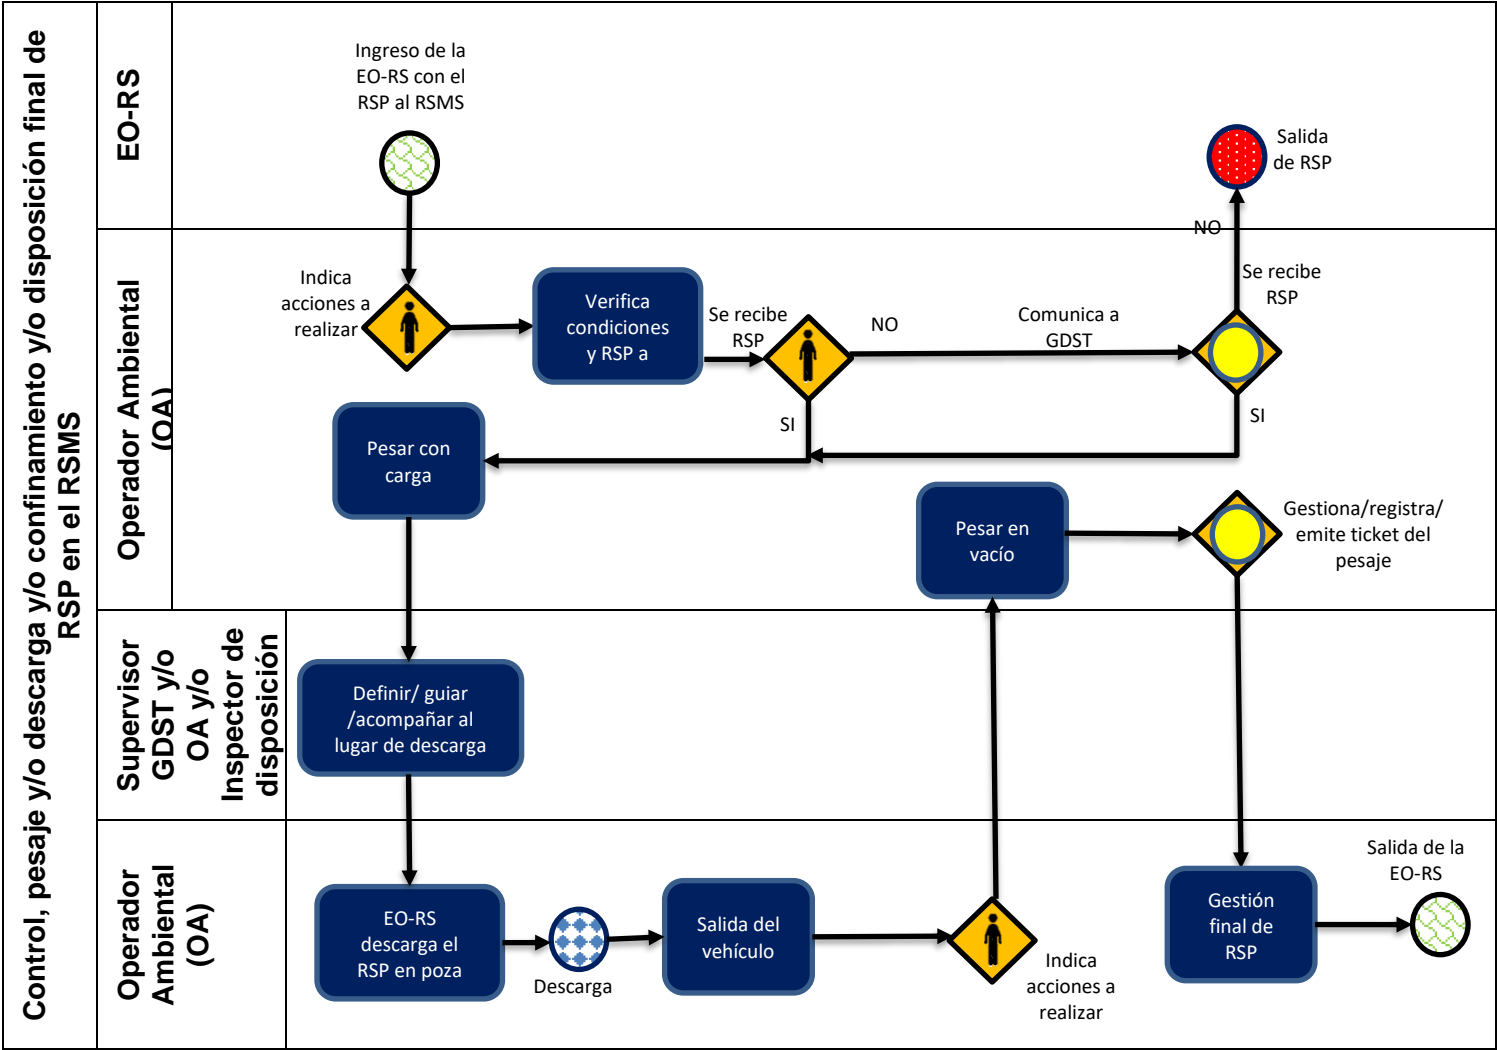 Control, pesaje y/o descarga y/o confinamiento y/o disposición final de
RSP en el RSMS
EO-RS
Ingreso de la
EO-RS con el
RSP al RSMS
Salida
de RSP
NO
Operador Ambiental
(OA)
Indica
acciones a
realizar
Verifica
condiciones
y RSP a
Se recibe
RSP
NO
Comunica a
GDST
Se recibe
RSP
SI
SI
Pesar con
carga
Pesar en
vacío
Gestiona/registra/
emite ticket del
pesaje
Supervisor
GDST y/o
OA y/o
Inspector de
disposición
Definir/ guiar
/acompañar al
lugar de descarga
Operador
Ambiental
(OA)
EO-RS
descarga el
RSP en poza
Descarga
Salida del
vehículo
Indica
acciones a
realizar
Gestión
final de
RSP
Salida de la
EO-RS